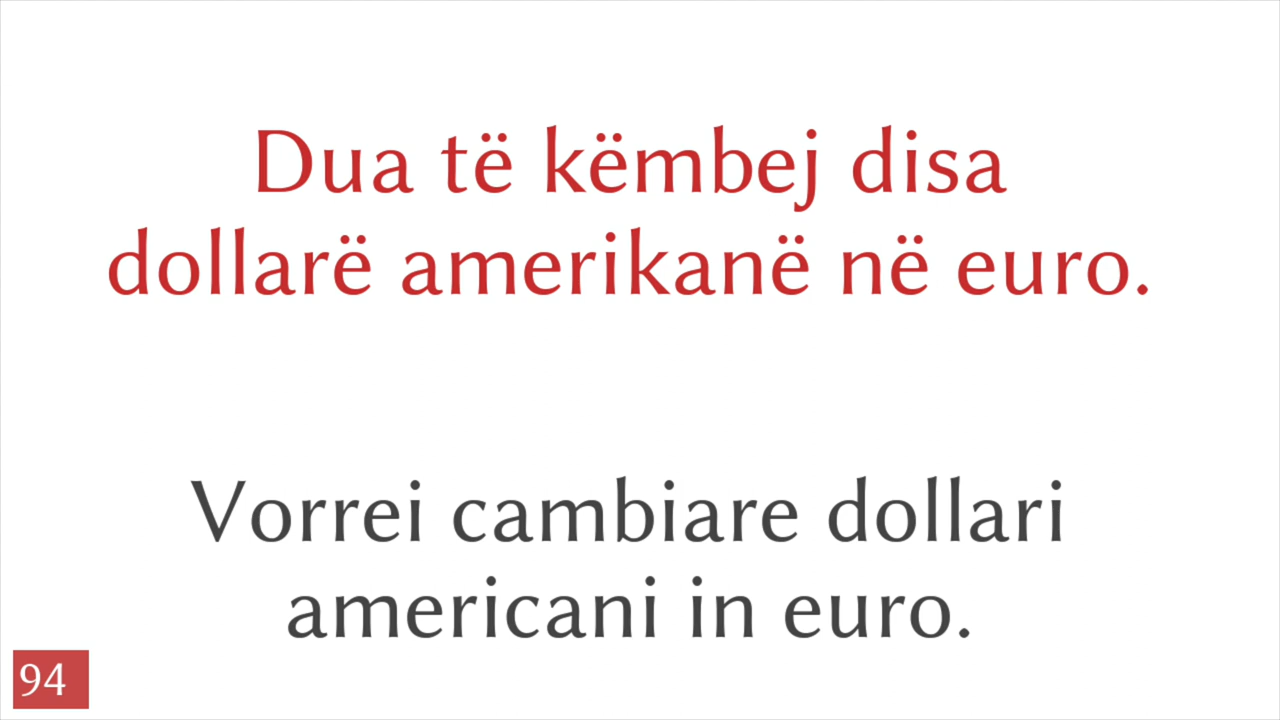 Dua të këmbej disa
dollarë amerikanë në euro.
Vorrei cambiare dollari
americani in euro.
94